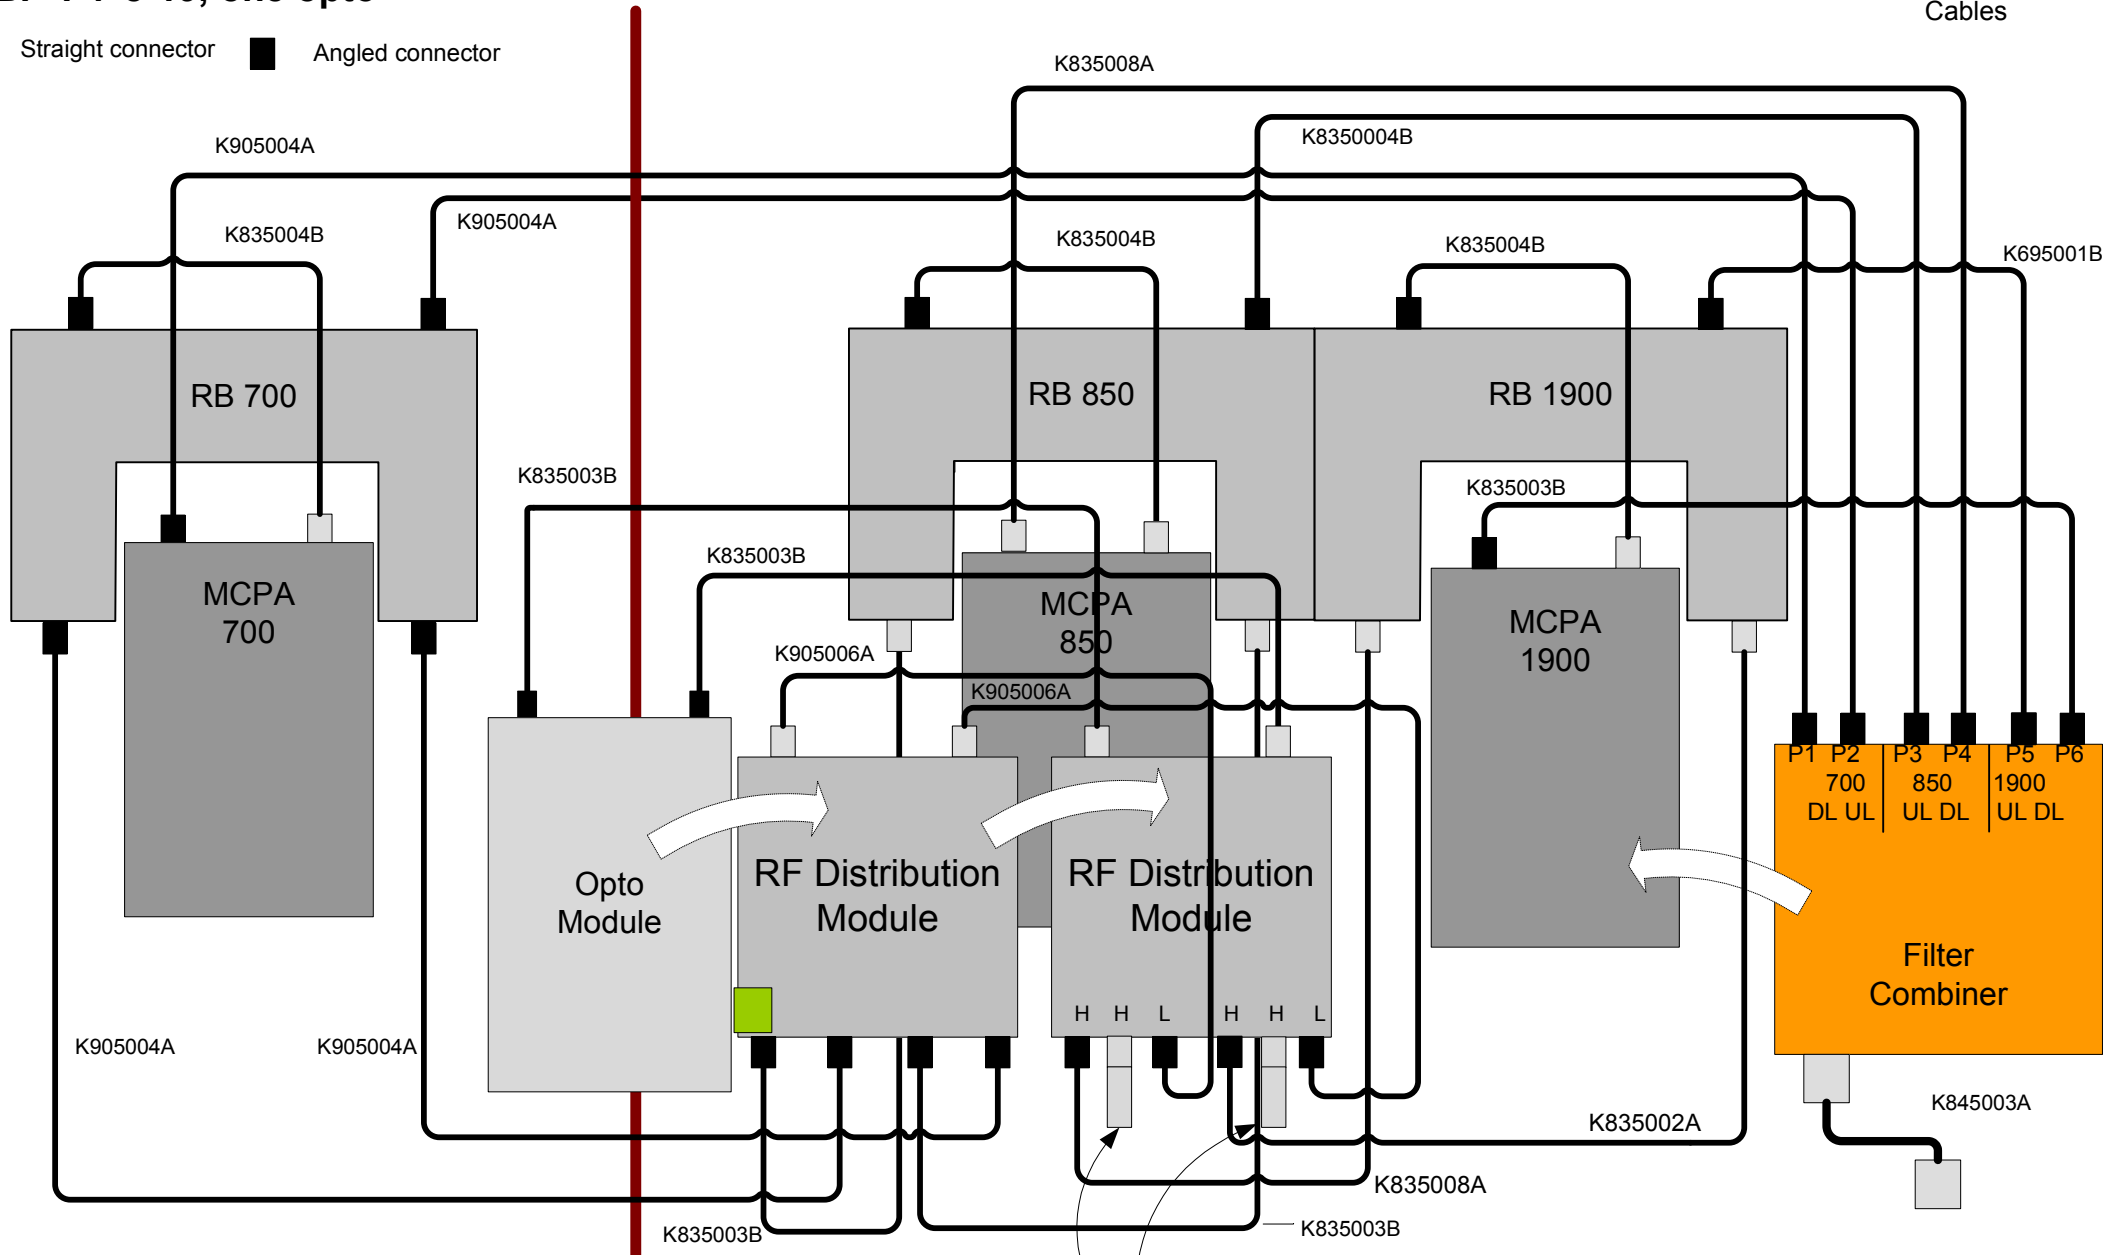 Cables
Straight connector
Angled connector
K835008A
K8350004B
K905004A
K905004A
K835004B
K835004B
K835004B
K695001B
RB 700
RB 850
RB 1900
K835003B
K835003B
K835003B
MCPA
700
MCPA
850
MCPA
1900
K905006A
K905006A
P1 P2 P3 P4 P5 P6
700 850 1900
DL UL UL DL UL DL
Opto
Module
RF Distribution
Module
RF Distribution
Module
Filter
Combiner
H H L H H L
K905004A
K905004A
K845003A
K835002A
K835008A
K835003B
K835003B